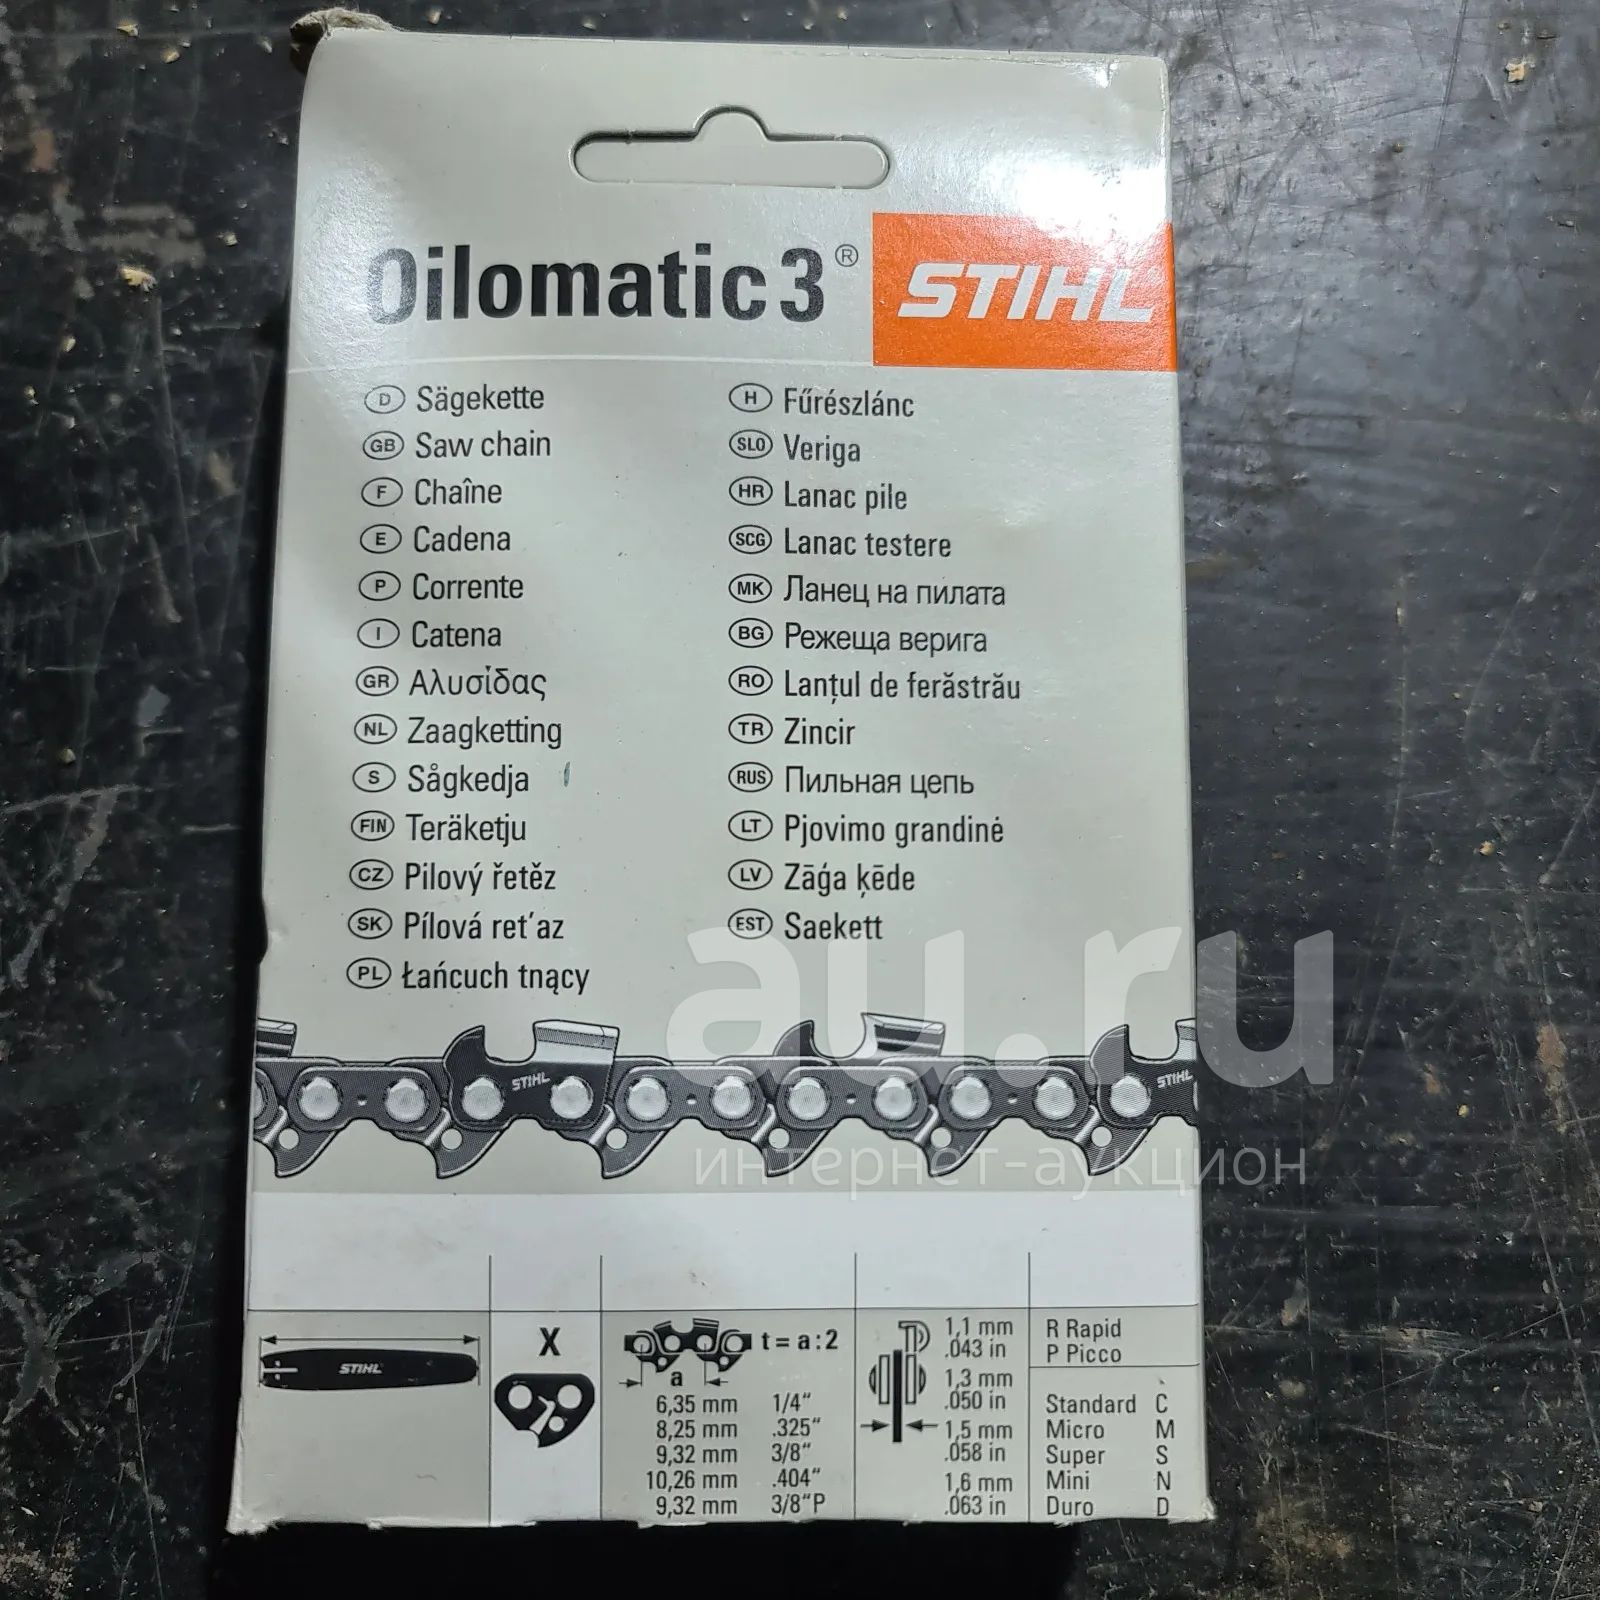 Oilomatic3®
STIHL
D Sägekette
GB Saw chain
F Chaîne
E Cadena
P Corrente
I Catena
GR Αλυσίδας
NL Zaagketting
S Sågkedja
FIN Teräketju
CZ Pilový řetěz
SK Pílová ret'az
PL Łańcuch tnący
H Fűrészlánc
SLO Veriga
HR Lanac pile
SCG Lanac testere
MK Ланец на пилата
BG Режеща верига
RO Lanțul de ferăstrău
TR Zincir
RUS Пильная цепь
LT Pjovimo grandinė
LV Zāģa ķēde
EST Saekett
au.ru
интернет-аукцион
STIHL
STIHL
STIHL
X
t = a : 2
a
6,35 mm 1/4"
8,25 mm .325"
9,32 mm 3/8"
10,26 mm .404"
9,32 mm 3/8"P
1,1 mm
.043 in
1,3 mm
.050 in
1,5 mm
.058 in
1,6 mm
.063 in
R Rapid
P Picco
Standard C
Micro M
Super S
Mini N
Duro D